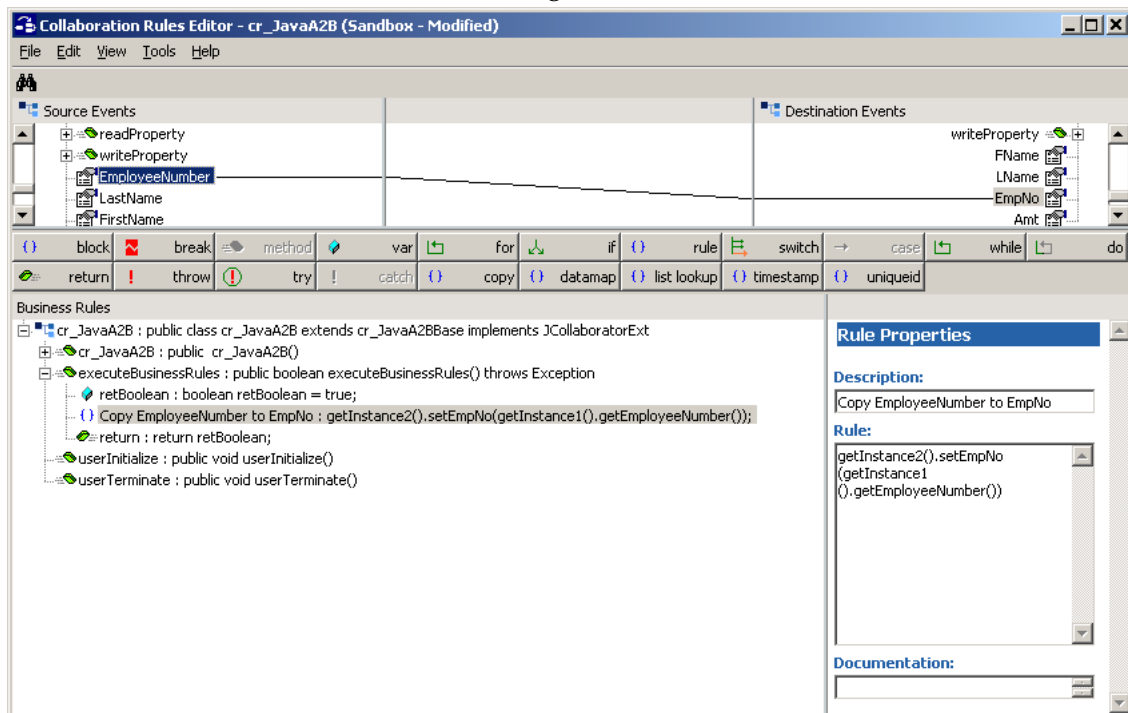 Collaboration Rules Editor - cr_JavaA2B (Sandbox - Modified)
File Edit View Tools Help
Source Events
Destination Events
readProperty
writeProperty
EmployeeNumber
LastName
FirstName
writeProperty
FName
LName
EmpNo
Amt
{} block break method var for if {} rule switch case while do
return throw try catch {} copy {} datamap {} list lookup {} timestamp {} uniqueid
Business Rules
cr_JavaA2B : public class cr_JavaA2B extends cr_JavaA2BBase implements JCollaboratorExt
cr_JavaA2B : public cr_JavaA2B()
executeBusinessRules : public boolean executeBusinessRules() throws Exception
retBoolean : boolean retBoolean = true;
{} Copy EmployeeNumber to EmpNo : getInstance2().setEmpNo(getInstance1().getEmployeeNumber());
return : return retBoolean;
userInitialize : public void userInitialize()
userTerminate : public void userTerminate()
Rule Properties
Description:
Copy EmployeeNumber to EmpNo
Rule:
getInstance2().setEmpNo
(getInstance1
().getEmployeeNumber())
Documentation: